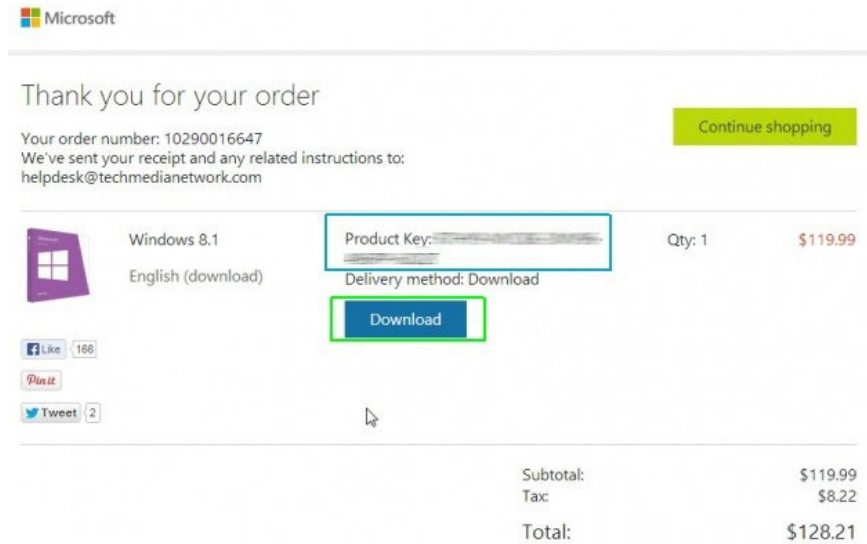 Microsoft
Thank you for your order
Continue shopping
Your order number: 10290016647
We've sent your receipt and any related instructions to:
helpdesk@techmedianetwork.com
Windows 8.1
Product Key:
Qty: 1
$119.99
English (download)
Delivery method: Download
Download
Like 166
Pin it
Tweet 2
Subtotal: $119.99
Tax: $8.22
Total: $128.21